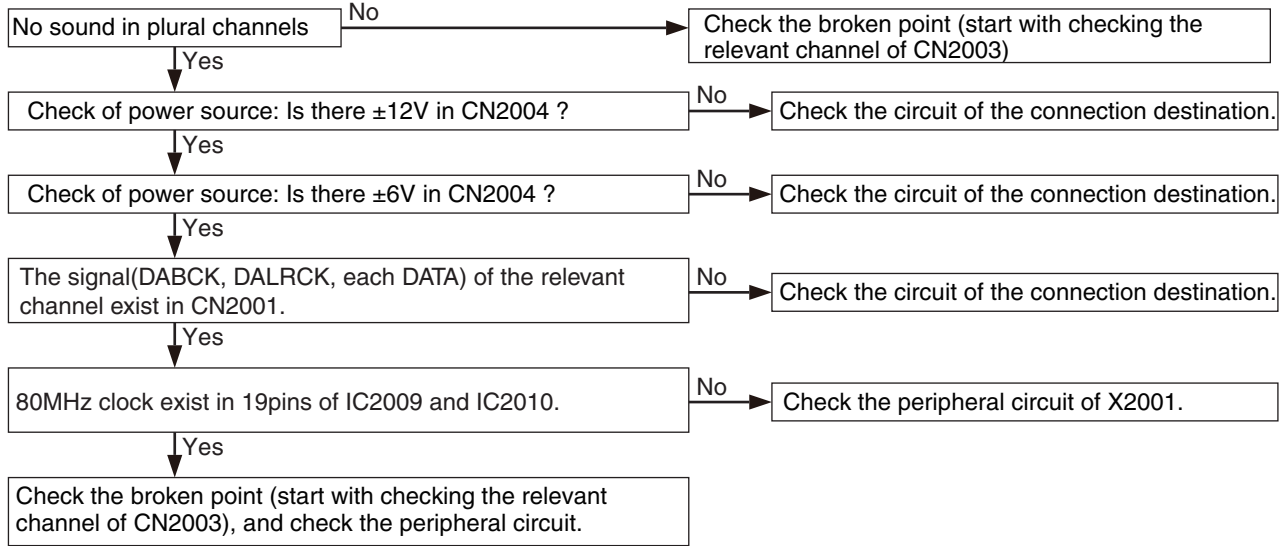 No sound in plural channels
No
Check the broken point (start with checking the
relevant channel of CN2003)
Yes
Check of power source: Is there ±12V in CN2004 ?
No
Check the circuit of the connection destination.
Yes
Check of power source: Is there ±6V in CN2004 ?
No
Check the circuit of the connection destination.
Yes
The signal(DABCK, DALRCK, each DATA) of the relevant
channel exist in CN2001.
No
Check the circuit of the connection destination.
Yes
80MHz clock exist in 19pins of IC2009 and IC2010.
No
Check the peripheral circuit of X2001.
Yes
Check the broken point (start with checking the relevant
channel of CN2003), and check the peripheral circuit.